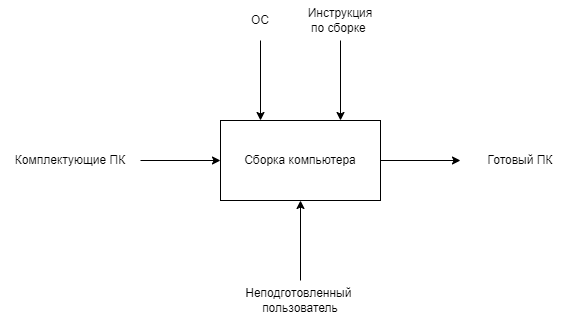 ОС
Инструкция
по сборке
Комплектующие ПК
Сборка компьютера
Готовый ПК
Неподготовленный
пользователь